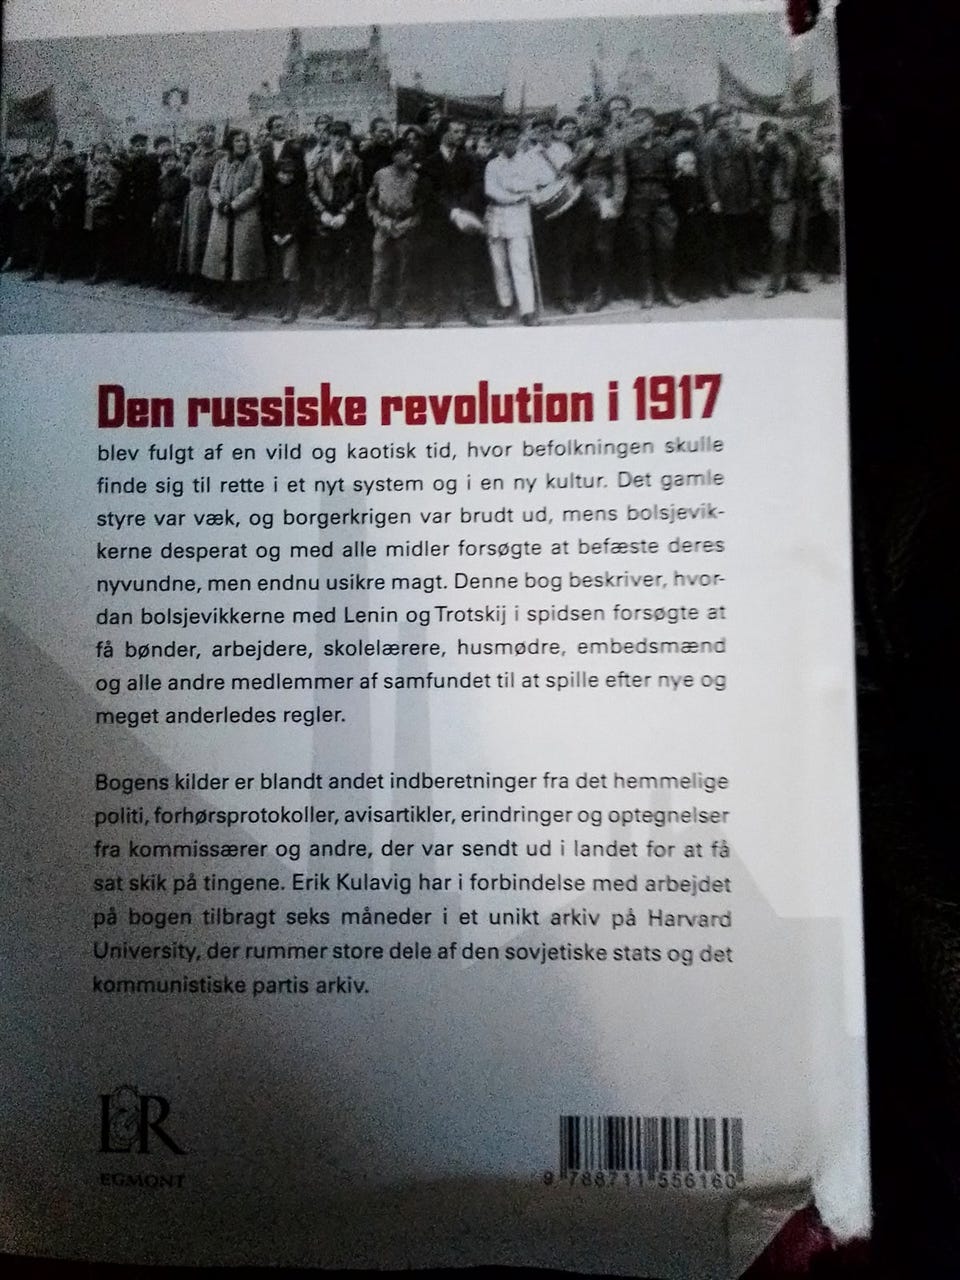 Den russiske revolution i 1917
blev fulgt af en vild og kaotisk tid, hvor befolkningen skulle
finde sig til rette i et nyt system og i en ny kultur. Det gamle
styre var væk, og borgerkrigen var brudt ud, mens bolsjevik-
kerne desperat og med alle midler forsøgte at befæste deres
nyvundne, men endnu usikre magt. Denne bog beskriver, hvor-
dan bolsjevikkerne med Lenin og Trotskij i spidsen forsøgte at
få bønder, arbejdere, skolelærere, husmødre, embedsmænd
og alle andre medlemmer af samfundet til at spille efter nye og
meget anderledes regler.
Bogens kilder er blandt andet indberetninger fra det hemmelige
politi, forhørsprotokoller, avisartikler, erindringer og optegnelser
fra kommissærer og andre, der var sendt ud i landet for at få
sat skik på tingene. Erik Kulavig har i forbindelse med arbejdet
på bogen tilbragt seks måneder i et unikt arkiv på Harvard
University, der rummer store dele af den sovjetiske stats og det
kommunistiske partis arkiv.
L&R
EGMONT
9 788711 556160